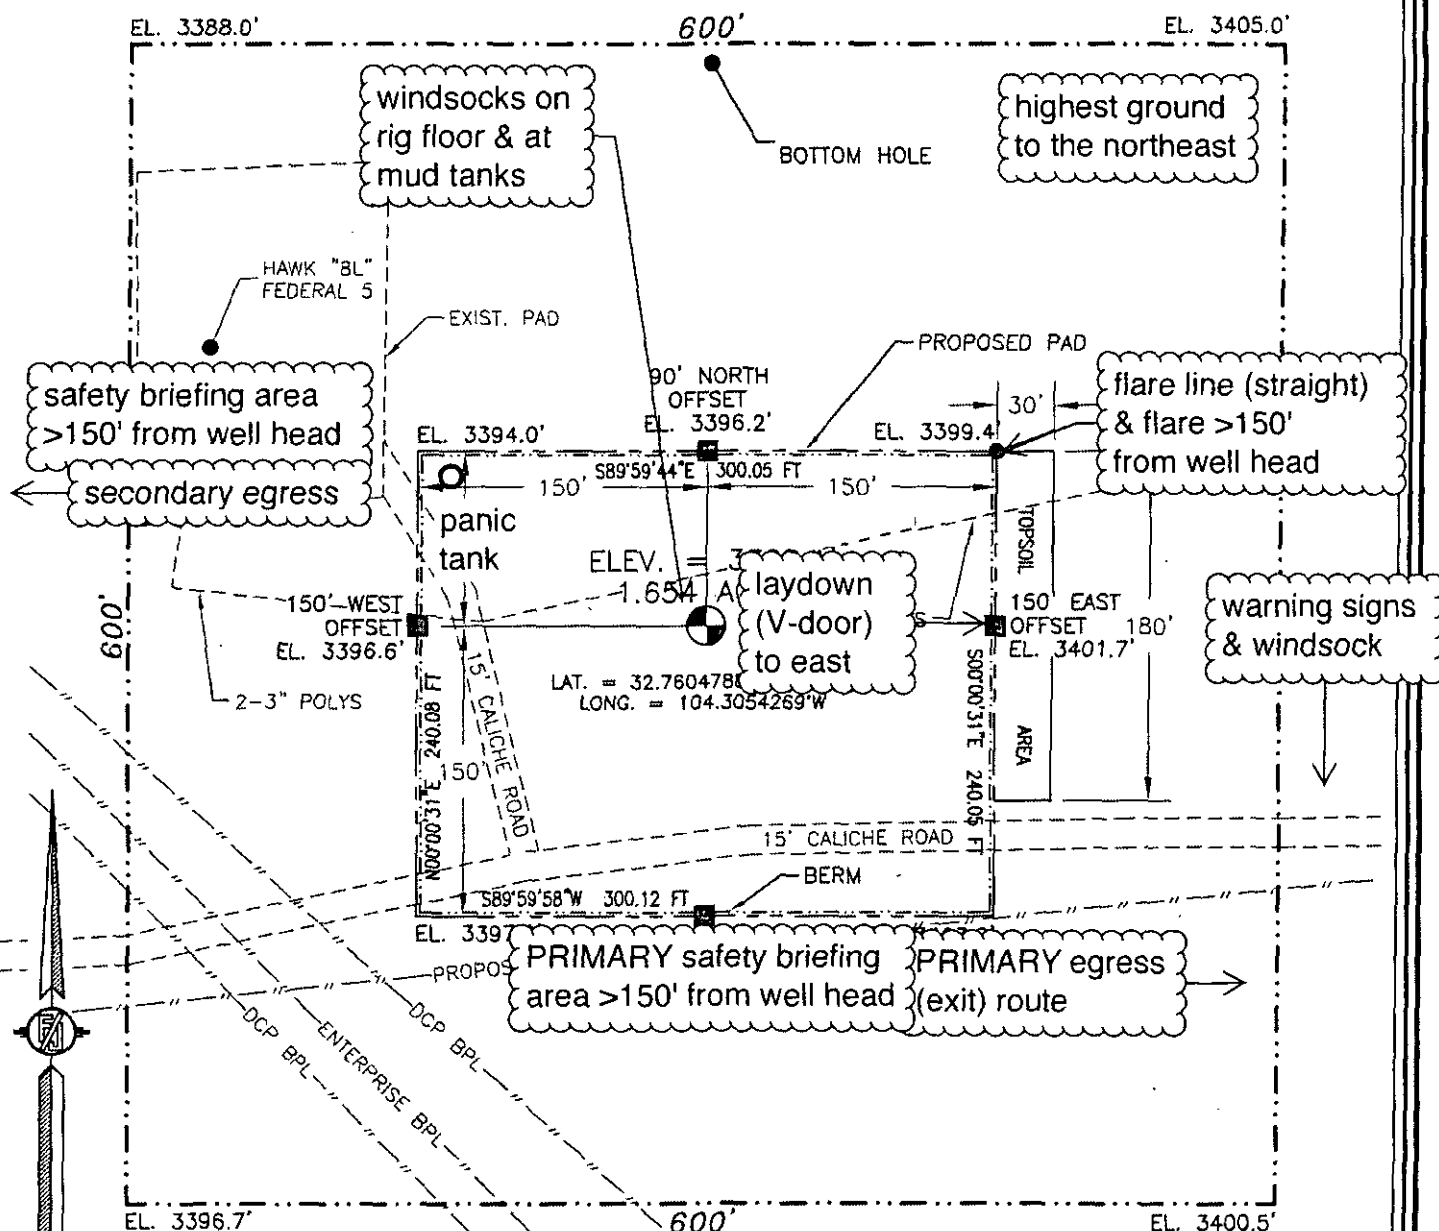 EL. 3388.0'
600'
EL. 3405.0'
windsocks on
rig floor & at
mud tanks
BOTTOM HOLE
highest ground
to the northeast
HAWK "8L"
FEDERAL 5
EXIST. PAD
PROPOSED PAD
safety briefing area
>150' from well head
secondary egress
90' NORTH
OFFSET
EL. 3396.2'
EL. 3394.0'
EL. 3399.4'
30'
flare line (straight)
& flare >150'
from well head
S89°59'44"E 300.05 FT
150'
150'
panic
tank
ELEV. = 3
1.654 A
laydown
(V-door)
to east
TOPSOIL
AREA
150' WEST
OFFSET
EL. 3396.6'
150' EAST
OFFSET
EL. 3401.7'
180'
warning signs
& windsock
600'
2-3" POLYS
LAT. = 32.760478
LONG. = 104.3054269°W
N00°00'31"E 240.08 FT
150'
15' CALICHE ROAD
S00°00'31"E 240.05 FT
15' CALICHE ROAD
BERM
S89°59'58"W 300.12 FT
EL. 3397
PROPOS
PRIMARY safety briefing
area >150' from well head
PRIMARY egress
(exit) route
DCP BPL
ENTERPRISE BPL
DCP BPL
EL. 3396.7'
600'
EL. 3400.5'